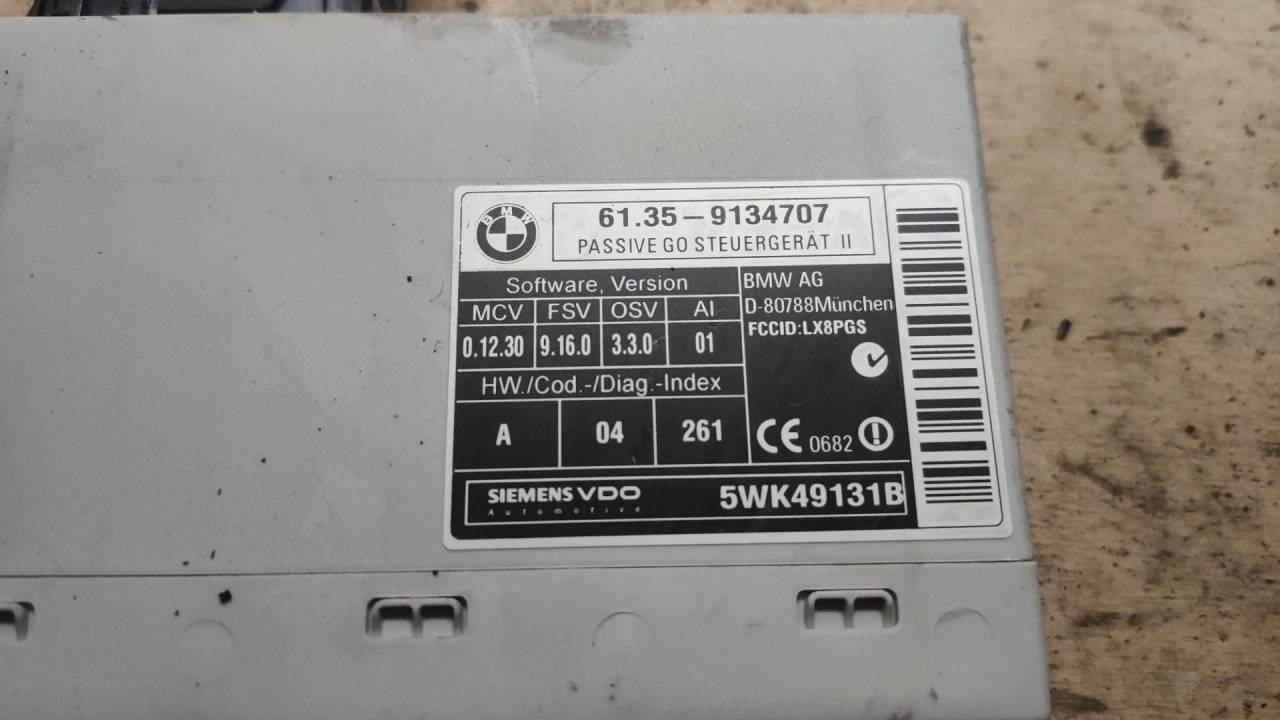 BMW
61.35 – 9134707
PASSIVE GO STEUERGERÄT II
Software, Version
MCV FSV OSV AI
0.12.30 9.16.0 3.3.0 01
HW./Cod.-/Diag.-Index
A 04 261
BMW AG
D-80788München
FCCID:LX8PGS
CE 0682
SIEMENS VDO
Automotive
5WK49131B